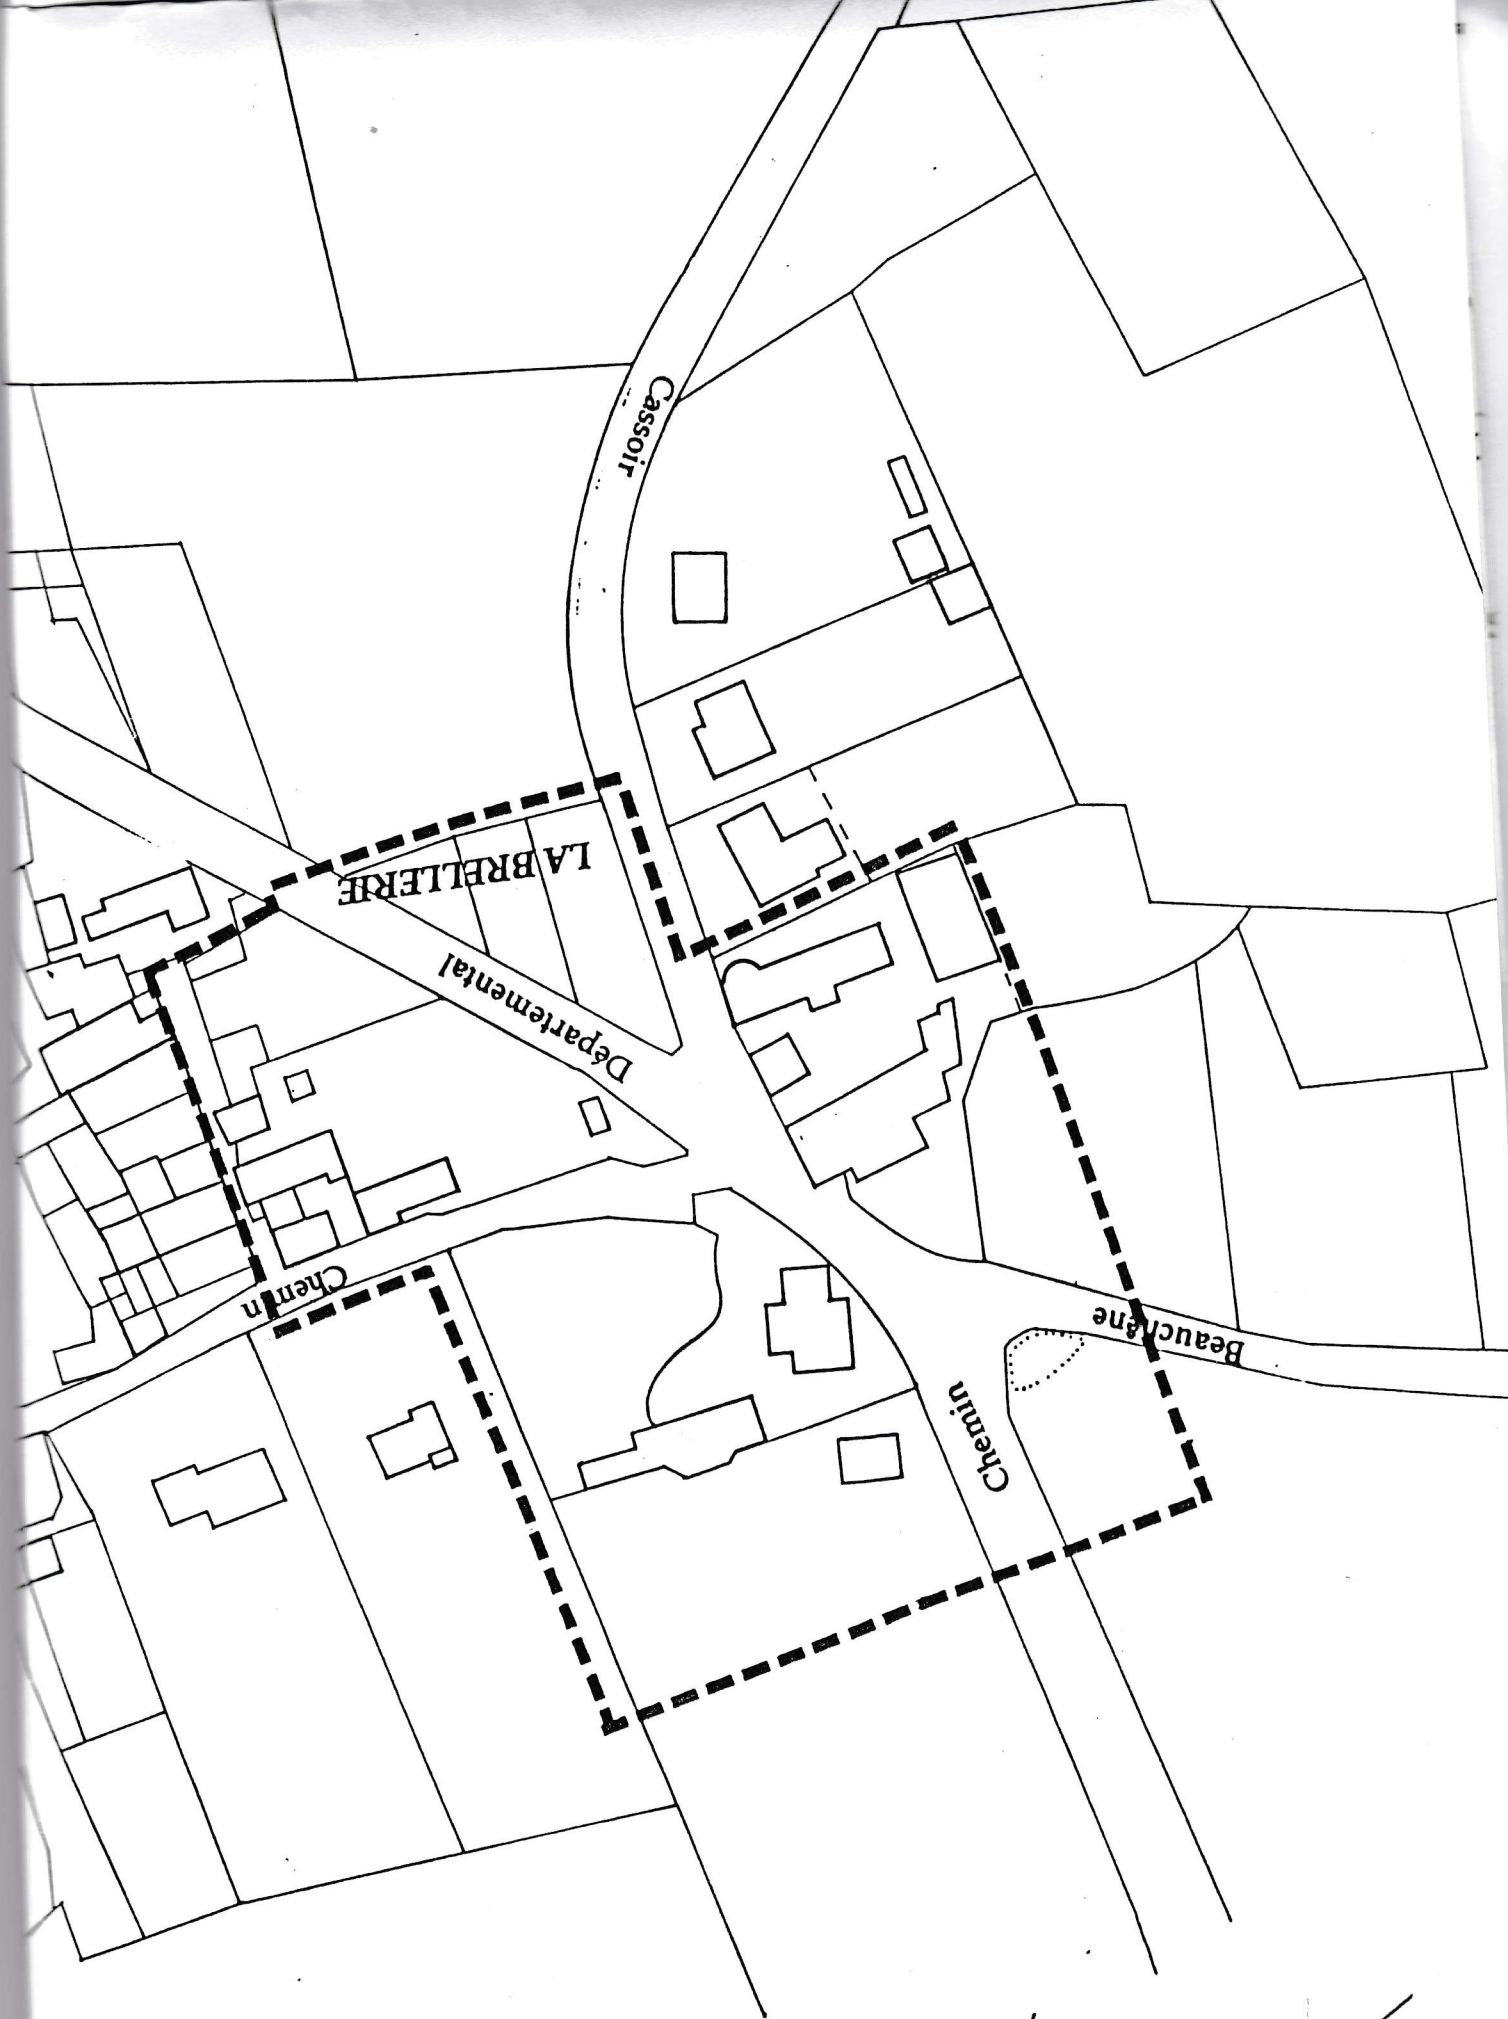 Cassoir
LA BRELLERIE
Départemental
Chemin
Beauchêne
Chemin